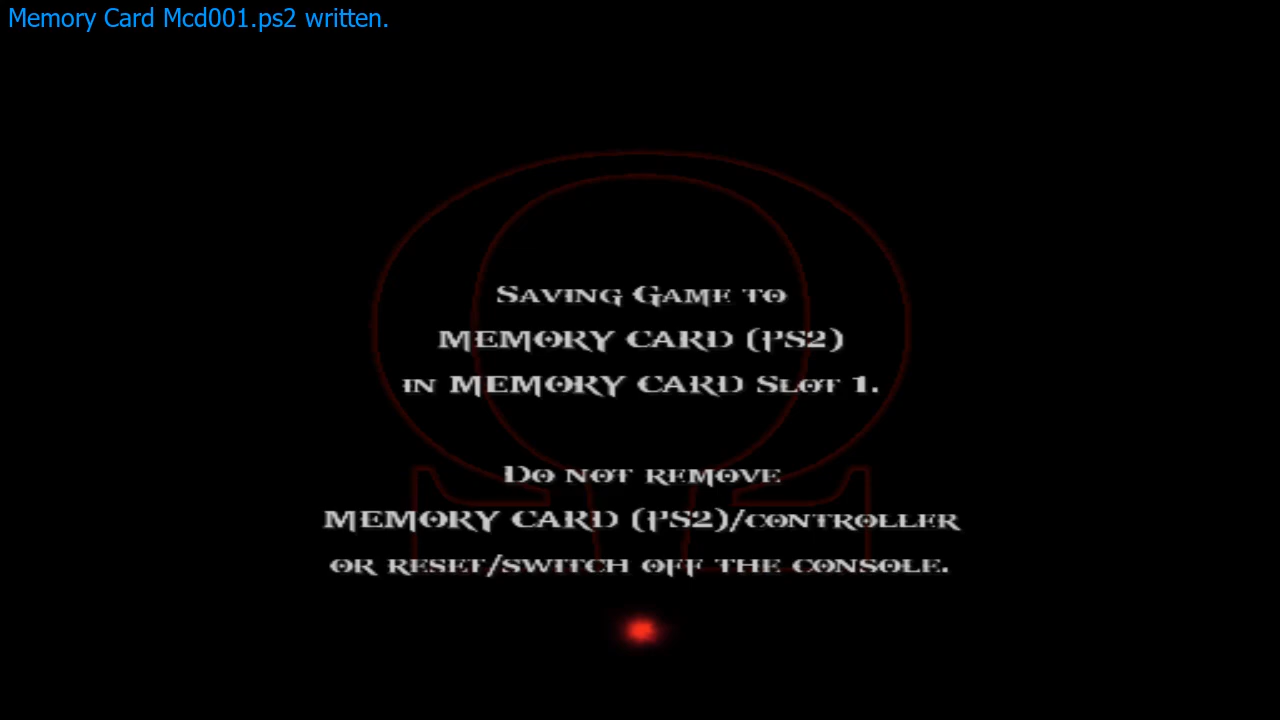 Memory Card Mcd001.ps2 written.
Saving Game to
MEMORY CARD (PS2)
in MEMORY CARD Slot 1.
Do not remove
MEMORY CARD (PS2)/controller
or reset/switch off the console.